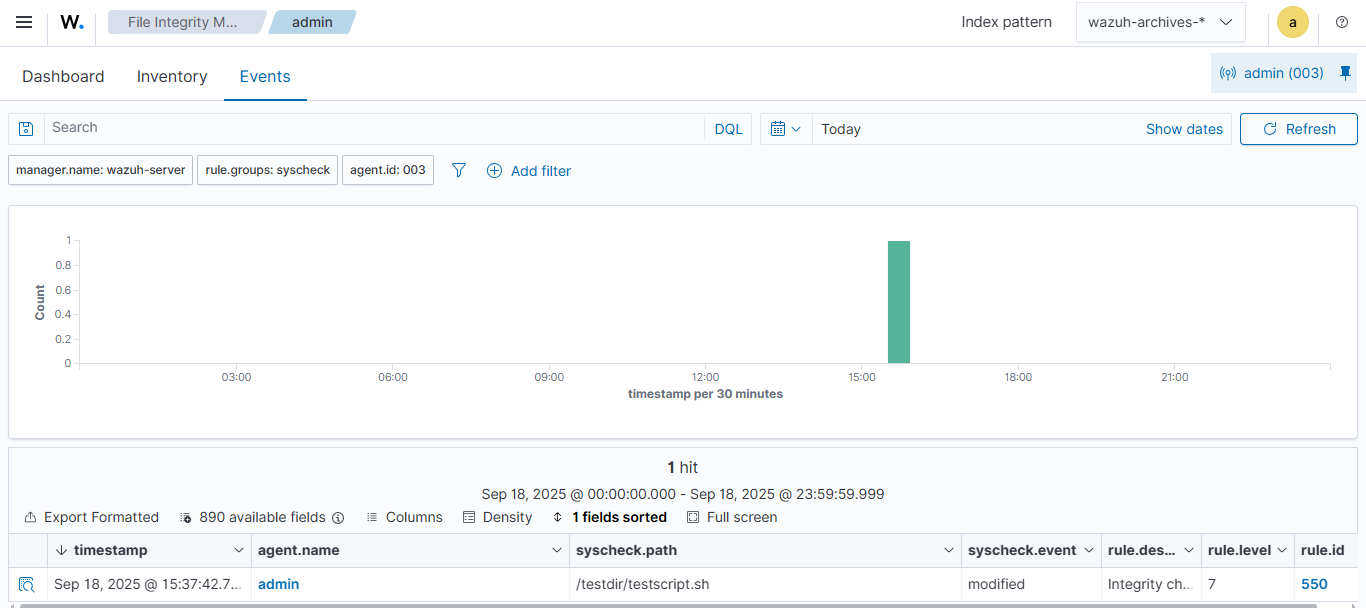 W. File Integrity M... admin Index pattern wazuh-archives-* a
Dashboard Inventory Events admin (003)
Search DQL Today Show dates Refresh
manager.name: wazuh-server rule.groups: syscheck agent.id: 003 Add filter
1
0.8
0.6
0.4
0.2
0
Count
03:00 06:00 09:00 12:00 15:00 18:00 21:00
timestamp per 30 minutes
1 hit
Sep 18, 2025 @ 00:00:00.000 - Sep 18, 2025 @ 23:59:59.999
Export Formatted 890 available fields Columns Density 1 fields sorted Full screen
timestamp agent.name syscheck.path syscheck.event rule.des... rule.level rule.id
Sep 18, 2025 @ 15:37:42.7... admin /testdir/testscript.sh modified Integrity ch... 7 550